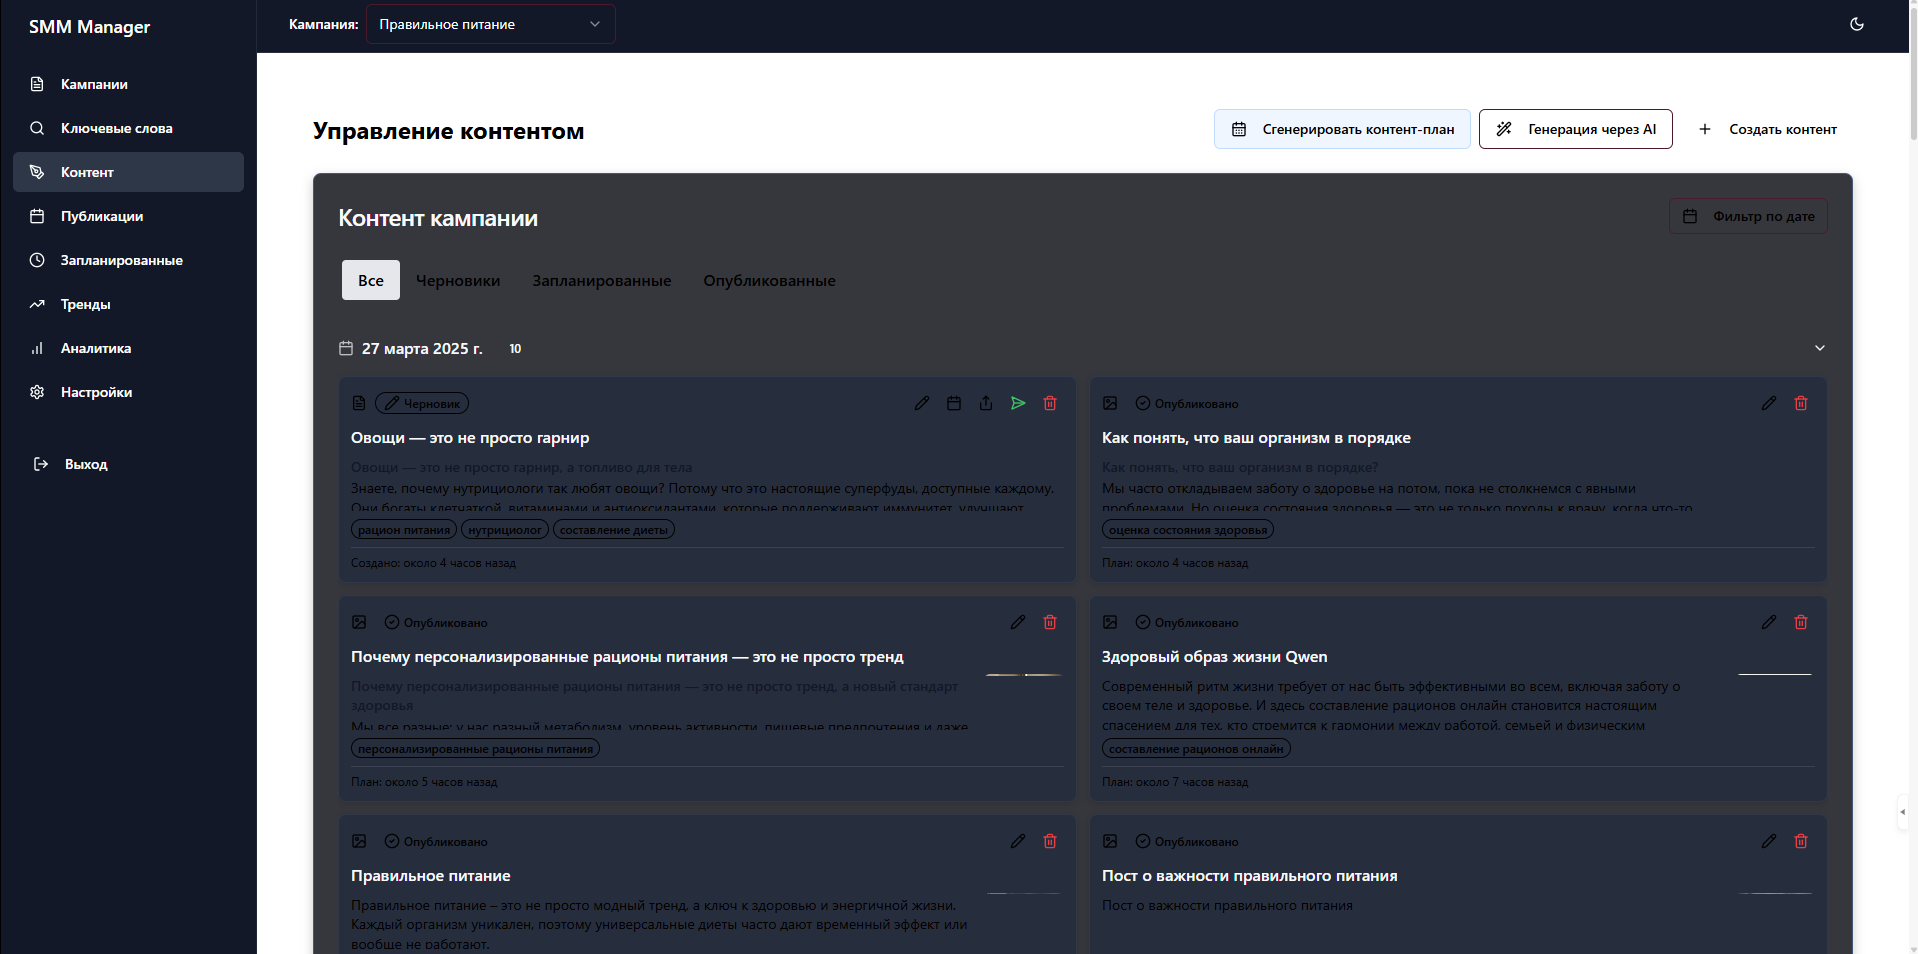 SMM Manager
Кампания:
Правильное питание
Кампании
Ключевые слова
Контент
Публикации
Запланированные
Тренды
Аналитика
Настройки
Выход
Управление контентом
Сгенерировать контент-план
Генерация через AI
Создать контент
Контент кампании
Фильтр по дате
Все
Черновики
Запланированные
Опубликованные
27 марта 2025 г.
10
Черновик
Овощи — это не просто гарнир
Овощи — это не просто гарнир, а топливо для тела
Знаете, почему нутрициологи так любят овощи? Потому что это настоящие суперфуды, доступные каждому.
Они богаты клетчаткой, витаминами и антиоксидантами, которые поддерживают иммунитет, улучшают
рацион питания
нутрициолог
составление диеты
Создано: около 4 часов назад
Опубликовано
Как понять, что ваш организм в порядке
Как понять, что ваш организм в порядке?
Мы часто откладываем заботу о здоровье на потом, пока не столкнемся с явными
проблемами. Но оценка состояния здоровья — это не только походы к врачу, когда что-то
оценка состояния здоровья
План: около 4 часов назад
Опубликовано
Почему персонализированные рационы питания — это не просто тренд
Почему персонализированные рационы питания — это не просто тренд, а новый стандарт
здоровья
Мы все разные: у нас разный метаболизм, уровень активности, пищевые предпочтения и даже
персонализированные рационы питания
План: около 5 часов назад
Опубликовано
Здоровый образ жизни Qwen
Современный ритм жизни требует от нас быть эффективными во всем, включая заботу о
своем теле и здоровье. И здесь составление рационов онлайн становится настоящим
спасением для тех, кто стремится к гармонии между работой, семьей и физическим
составление рационов онлайн
План: около 7 часов назад
Опубликовано
Правильное питание
Правильное питание – это не просто модный тренд, а ключ к здоровью и энергичной жизни.
Каждый организм уникален, поэтому универсальные диеты часто дают временный эффект или
вообще не работают.
Опубликовано
Пост о важности правильного питания
Пост о важности правильного питания